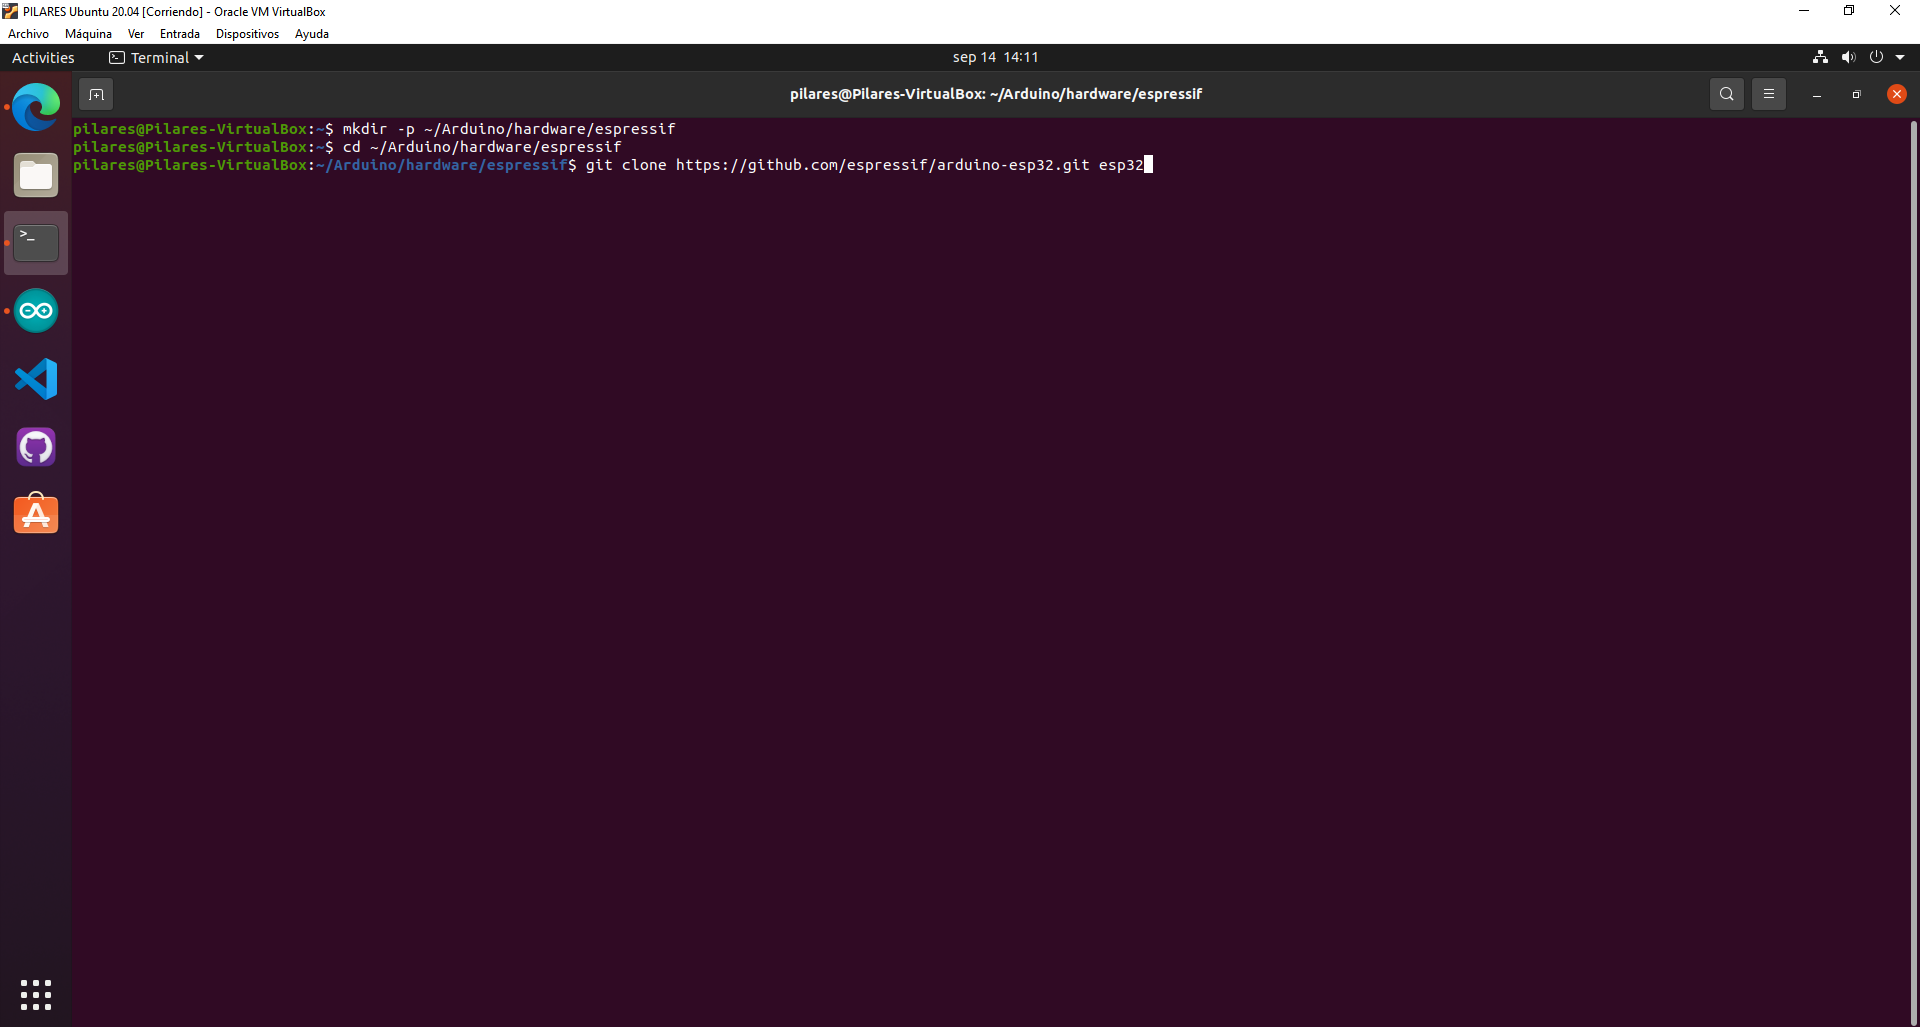 PILARES Ubuntu 20.04 [Corriendo] - Oracle VM VirtualBox
Archivo Máquina Ver Entrada Dispositivos Ayuda
Activities Terminal sep 14 14:11
pilares@Pilares-VirtualBox: ~/Arduino/hardware/espressif
pilares@Pilares-VirtualBox:~$ mkdir -p ~/Arduino/hardware/espressif
pilares@Pilares-VirtualBox:~$ cd ~/Arduino/hardware/espressif
pilares@Pilares-VirtualBox:~/Arduino/hardware/espressif$ git clone https://github.com/espressif/arduino-esp32.git esp32